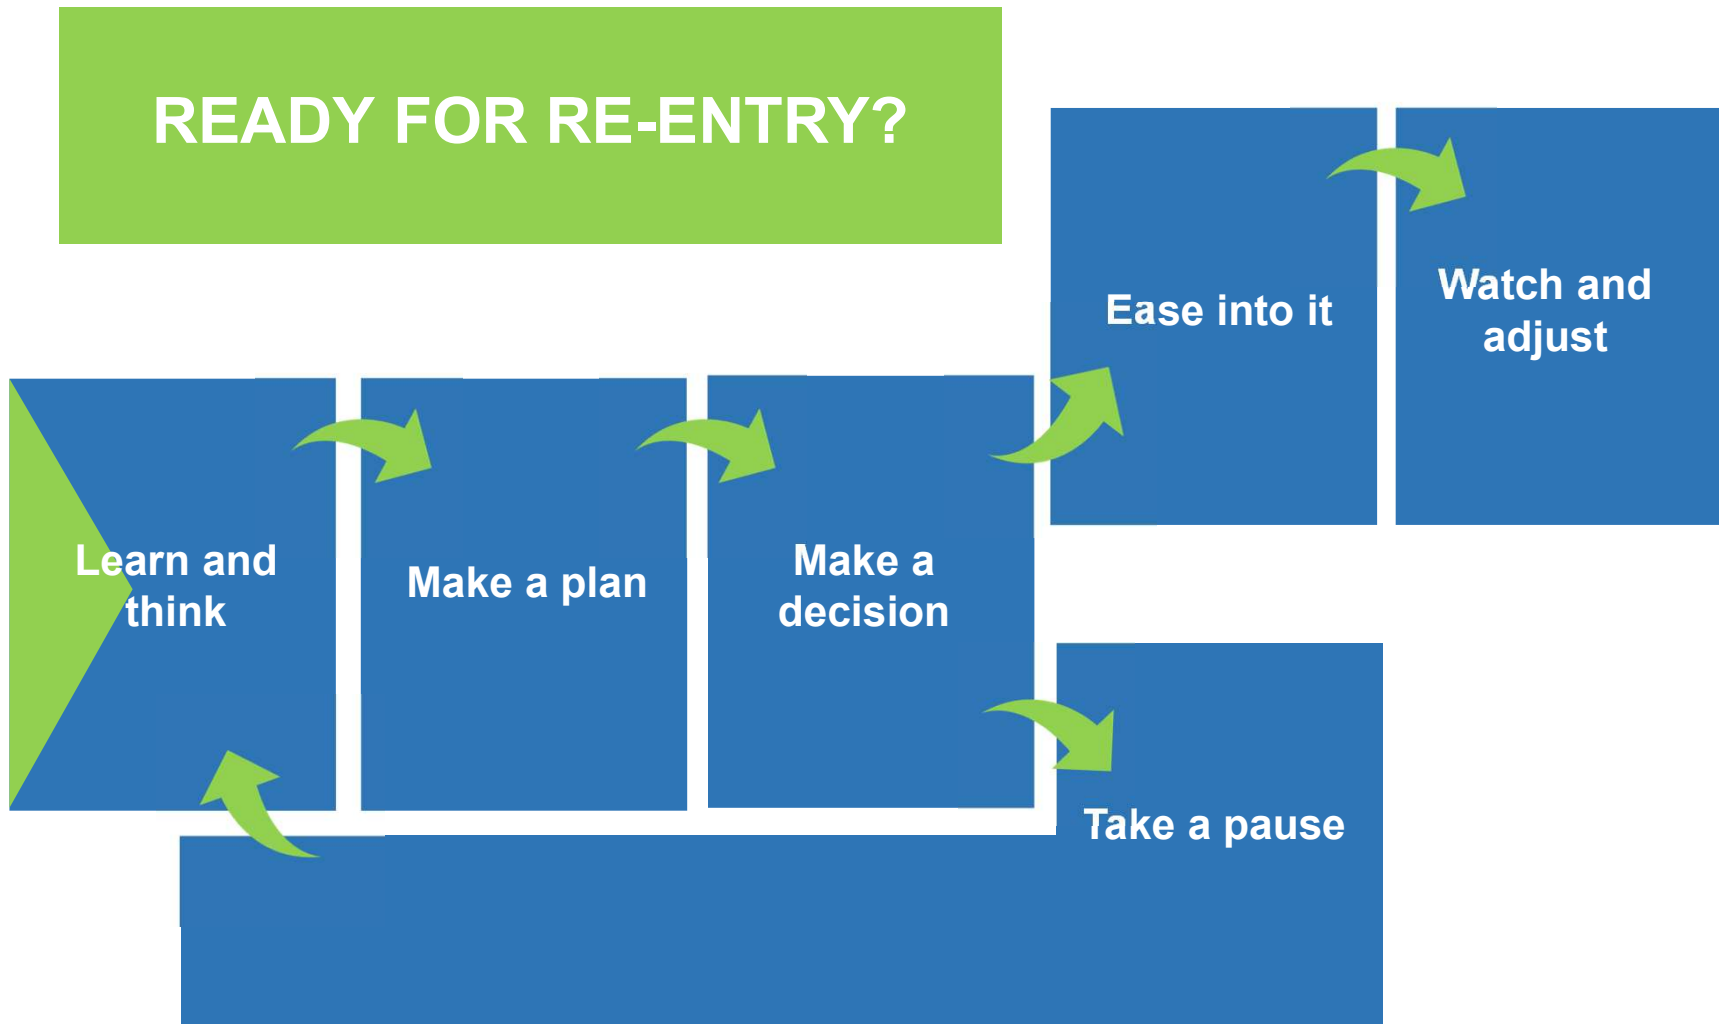 READY FOR RE-ENTRY?
Learn and
think
Make a plan
Make a
decision
Ease into it
Watch and
adjust
Take a pause